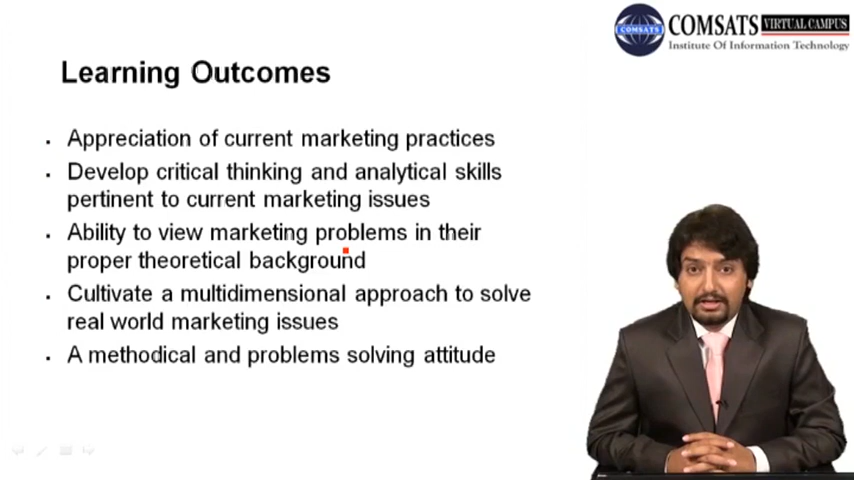 COMSATS
COMSATS VIRTUAL CAMPUS
Institute Of Information Technology
Learning Outcomes
Appreciation of current marketing practices
Develop critical thinking and analytical skills
pertinent to current marketing issues
Ability to view marketing problems in their
proper theoretical background
Cultivate a multidimensional approach to solve
real world marketing issues
A methodical and problems solving attitude